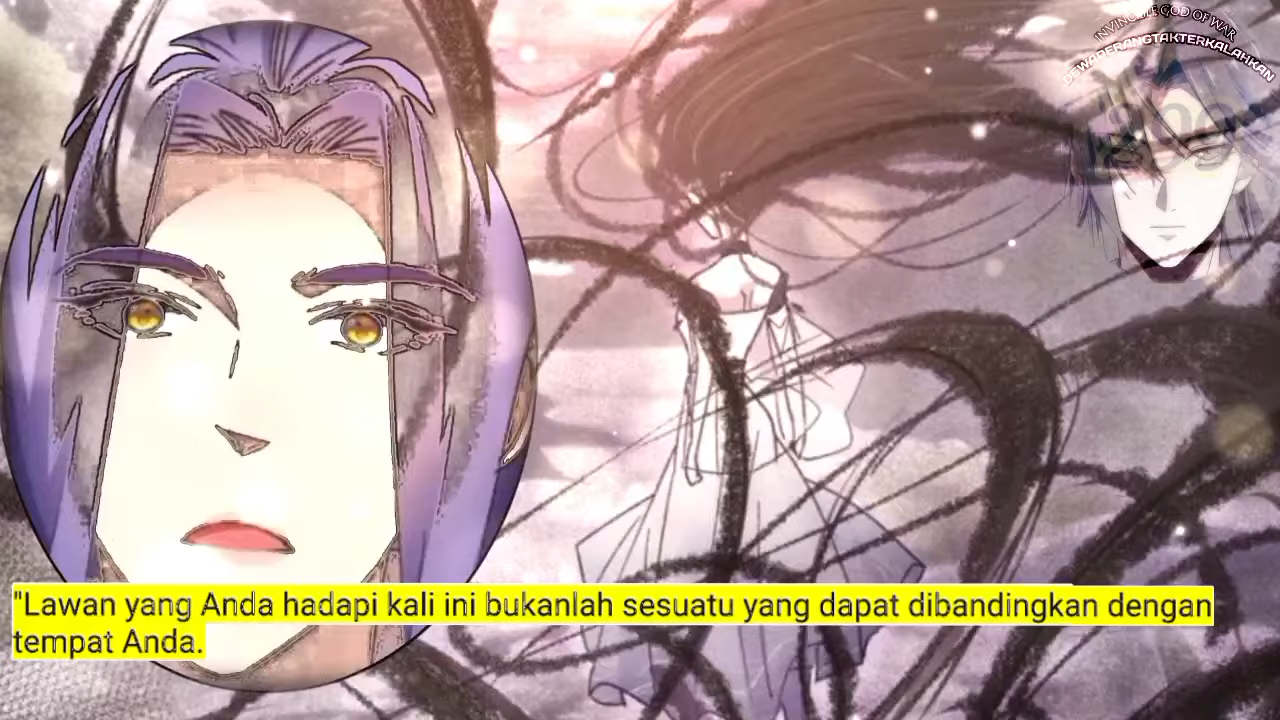 INVINCIBLE GOD OF WAR
DEWAPERANGTAKTERKALAHKAN
"Lawan yang Anda hadapi kali ini bukanlah sesuatu yang dapat dibandingkan dengan
tempat Anda.